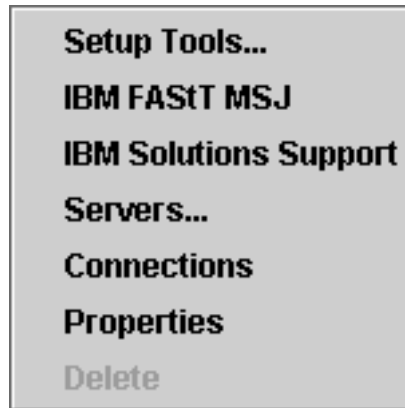 Setup Tools...
IBM FAStT MSJ
IBM Solutions Support
Servers...
Connections
Properties
Delete